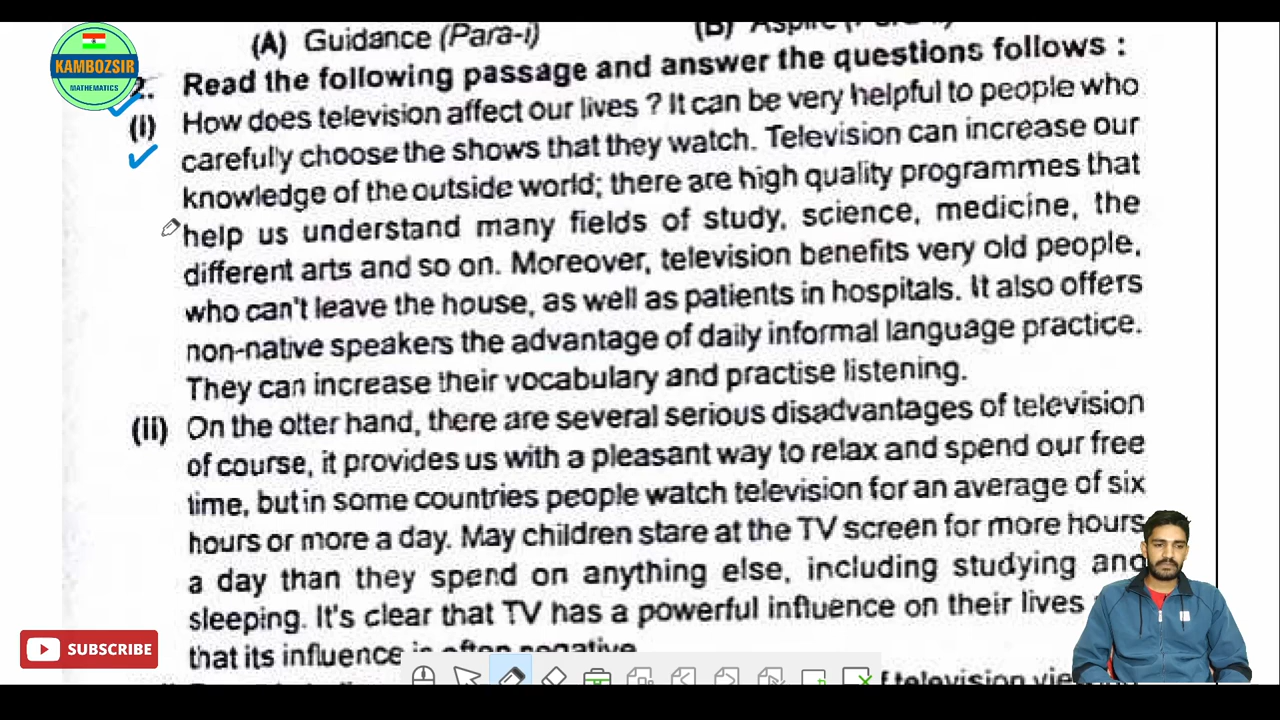 (A) Guidance (Para-i)
KAMBOZSIR
MATHEMATICS
2. Read the following passage and answer the questions follows :
(i) How does television affect our lives ? It can be very helpful to people who
carefully choose the shows that they watch. Television can increase our
knowledge of the outside world; there are high quality programmes that
help us understand many fields of study, science, medicine, the
different arts and so on. Moreover, television benefits very old people,
who can't leave the house, as well as patients in hospitals. It also offers
non-native speakers the advantage of daily informal language practice.
They can increase their vocabulary and practise listening.
(ii) On the otter hand, there are several serious disadvantages of television
of course, it provides us with a pleasant way to relax and spend our free
time, but in some countries people watch television for an average of six
hours or more a day. May children stare at the TV screen for more hours
a day than they spend on anything else, including studying and
sleeping. It's clear that TV has a powerful influence on their lives
that its influence is often negative.
SUBSCRIBE
of television